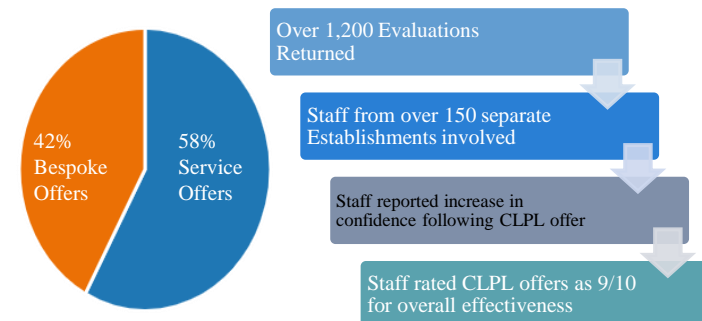 42%
Bespoke
Offers
58%
Service
Offers
Over 1,200 Evaluations
Returned
Staff from over 150 separate
Establishments involved
Staff reported increase in
confidence following CLPL offer
Staff rated CLPL offers as 9/10
for overall effectiveness